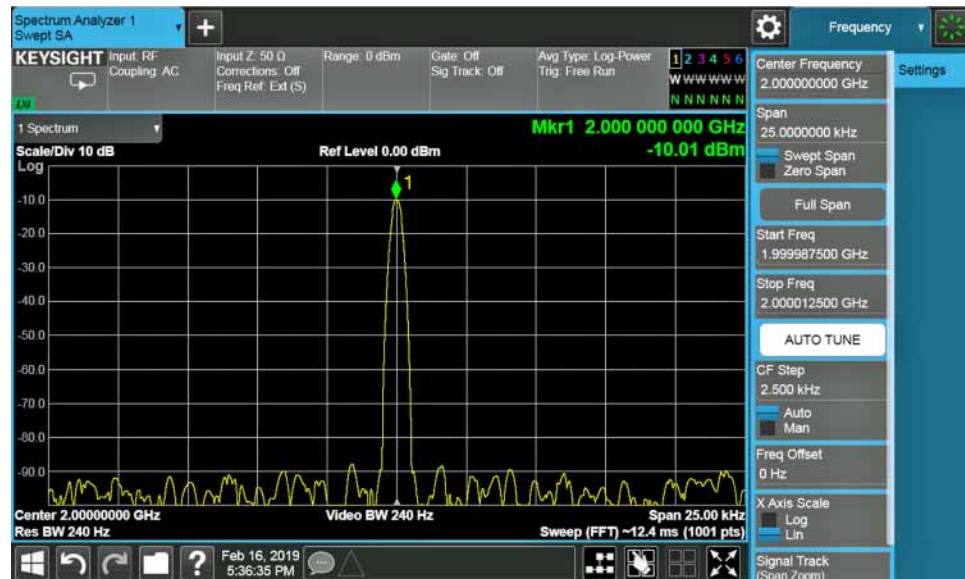 Spectrum Analyzer 1
Swept SA
+
Frequency
KEYSIGHT
Input: RF
Coupling: AC
Input Z: 50 Ω
Corrections: Off
Freq Ref: Ext (S)
Range: 0 dBm
Gate: Off
Sig Track: Off
Avg Type: Log-Power
Trig: Free Run
1 2 3 4 5 6
W W W W W W
N N N N N N
LXI
1 Spectrum
Scale/Div 10 dB
Ref Level 0.00 dBm
Mkr1 2.000 000 000 GHz
-10.01 dBm
Log
1
-10.0
-20.0
-30.0
-40.0
-50.0
-60.0
-70.0
-80.0
-90.0
Center 2.00000000 GHz
Res BW 240 Hz
Video BW 240 Hz
Span 25.00 kHz
Sweep (FFT) ~12.4 ms (1001 pts)
?
Feb 16, 2019
5:36:35 PM
Center Frequency
2.000000000 GHz
Span
25.0000000 kHz
Swept Span
Zero Span
Full Span
Start Freq
1.999987500 GHz
Stop Freq
2.000012500 GHz
AUTO TUNE
CF Step
2.500 kHz
Auto
Man
Freq Offset
0 Hz
X Axis Scale
Log
Lin
Signal Track
(Span Zoom)
Settings